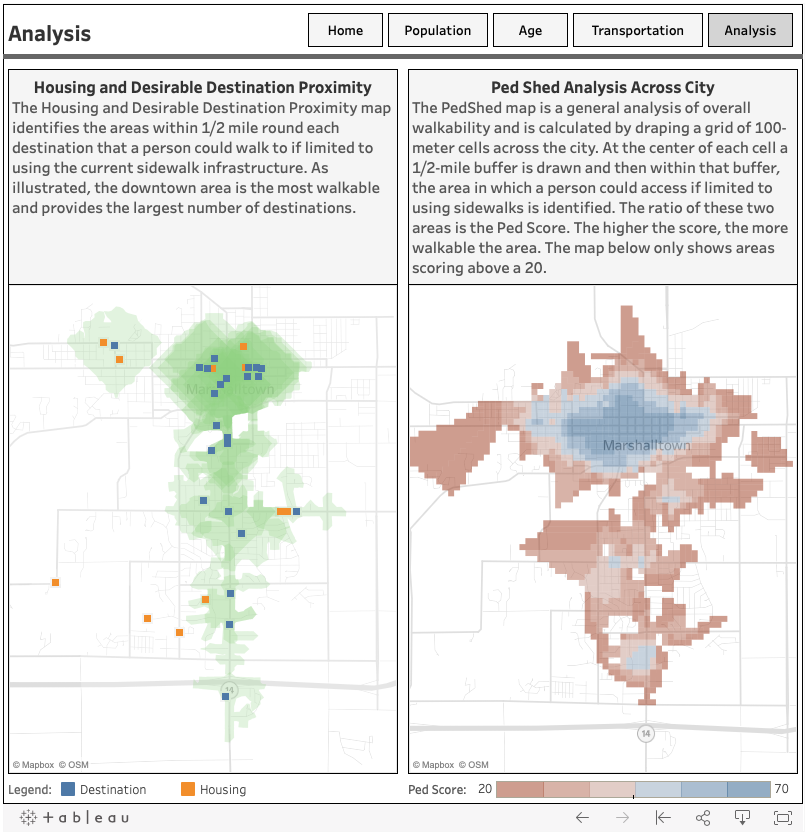 Analysis
Home
Population
Age
Transportation
Analysis
Housing and Desirable Destination Proximity
The Housing and Desirable Destination Proximity map
identifies the areas within 1/2 mile round each
destination that a person could walk to if limited to
using the current sidewalk infrastructure. As
illustrated, the downtown area is the most walkable
and provides the largest number of destinations.
Ped Shed Analysis Across City
The PedShed map is a general analysis of overall
walkability and is calculated by draping a grid of 100-
meter cells across the city. At the center of each cell a
1/2-mile buffer is drawn and then within that buffer,
the area in which a person could access if limited to
using sidewalks is identified. The ratio of these two
areas is the Ped Score. The higher the score, the more
walkable the area. The map below only shows areas
scoring above a 20.
Marshalltown
14
© Mapbox © OSM
Marshalltown
14
© Mapbox © OSM
Legend: Destination Housing
Ped Score: 20 70
+ a b l e a u